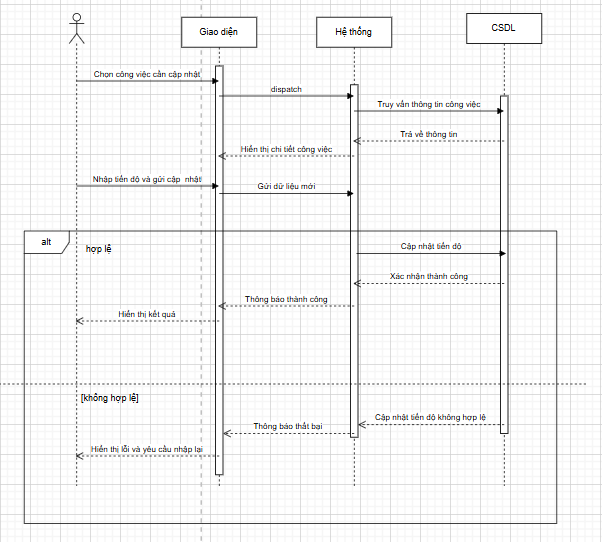 Giao diện
Hệ thống
CSDL
Chọn công việc cần cập nhật
dispatch
Truy vấn thông tin công việc
Trả về thông tin
Hiển thị chi tiết công việc
Nhập tiến độ và gửi cập nhật
Gửi dữ liệu mới
alt
hợp lệ
Cập nhật tiến độ
Xác nhận thành công
Thông báo thành công
Hiển thị kết quả
[không hợp lệ]
Cập nhật tiến độ không hợp lệ
Thông báo thất bại
Hiển thị lỗi và yêu cầu nhập lại